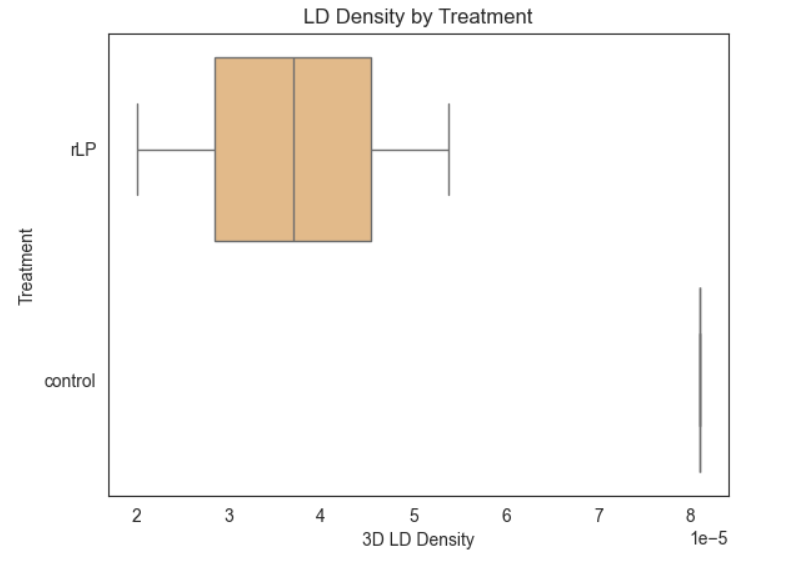 LD Density by Treatment
rLP
Treatment
control
2 3 4 5 6 7 8
3D LD Density
1e−5